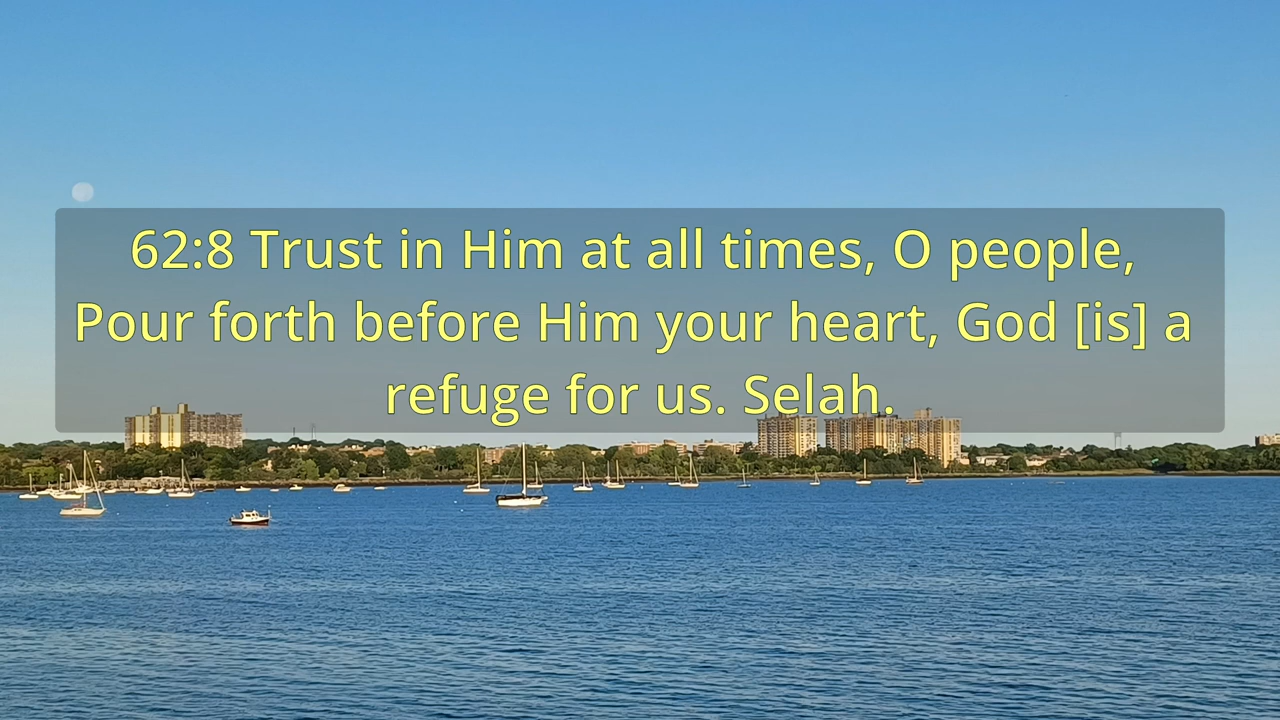 62:8 Trust in Him at all times, O people,
Pour forth before Him your heart, God [is] a
refuge for us. Selah.